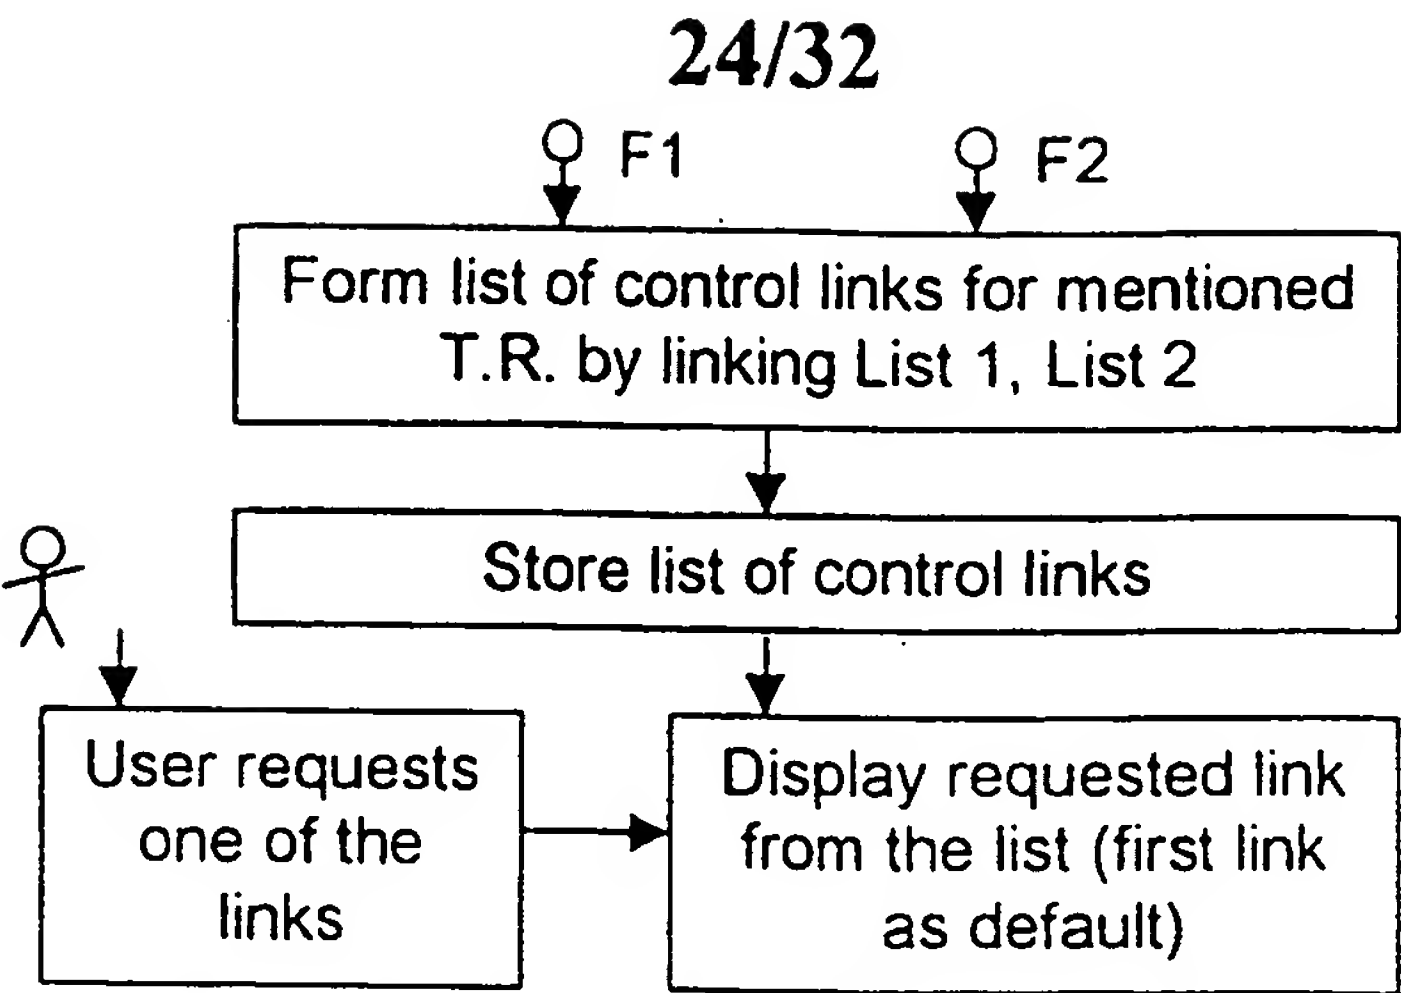 24/32
F1
F2
Form list of control links for mentioned
T.R. by linking List 1, List 2
Store list of control links
User requests
one of the
links
Display requested link
from the list (first link
as default)